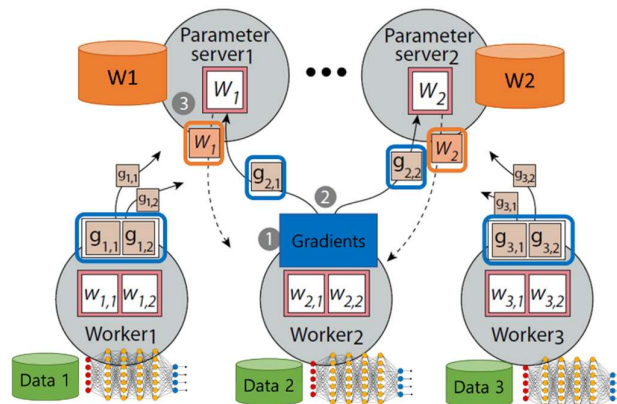 Parameter
server1
W1
W1
3
W1
Parameter
server2
W2
W2
W2
g1,1
g1,2
g2,1
2
g2,2
g3,1
g3,2
g1,1 g1,2
1
Gradients
g3,1 g3,2
w1,1 w1,2
w2,1 w2,2
w3,1 w3,2
Worker1
Worker2
Worker3
Data 1
Data 2
Data 3